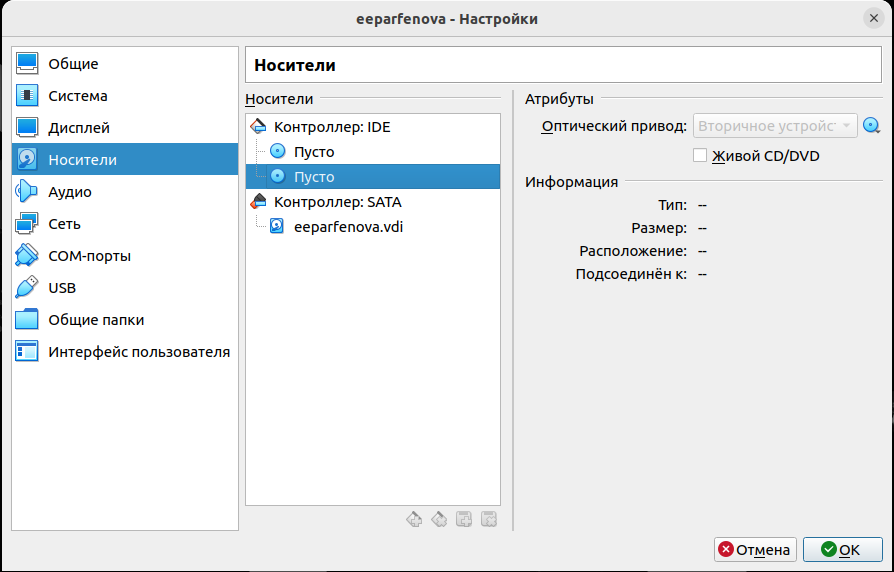 eeparfenova - Настройки
Общие
Система
Дисплей
Носители
Аудио
Сеть
COM-порты
USB
Общие папки
Интерфейс пользователя
Носители
Носители
Контроллер: IDE
Пусто
Пусто
Контроллер: SATA
eeparfenova.vdi
Атрибуты
Оптический привод: Вторичное устройс
Живой CD/DVD
Информация
Тип: --
Размер: --
Расположение: --
Подсоединён к: --
Отмена
OK